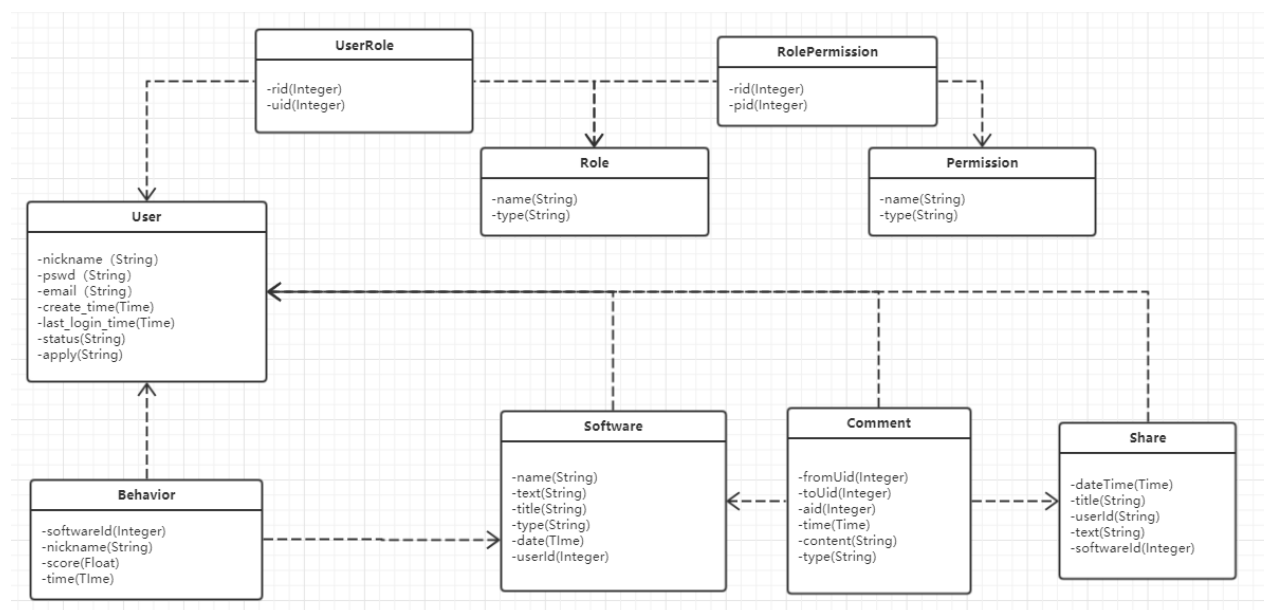 UserRole
-rid(Integer)
-uid(Integer)
RolePermission
-rid(Integer)
-pid(Integer)
Role
-name(String)
-type(String)
Permission
-name(String)
-type(String)
User
-nickname（String)
-pswd（String)
-email（String)
-create_time(Time)
-last_login_time(Time)
-status(String)
-apply(String)
Behavior
-softwareId(Integer)
-nickname(String)
-score(Float)
-time(TIme)
Software
-name(String)
-text(String)
-title(String)
-type(String)
-date(TIme)
-userId(Integer)
Comment
-fromUid(Integer)
-toUid(Integer)
-aid(Integer)
-time(Time)
-content(String)
-type(String)
Share
-dateTime(Time)
-title(String)
-userId(String)
-text(String)
-softwareId(Integer)